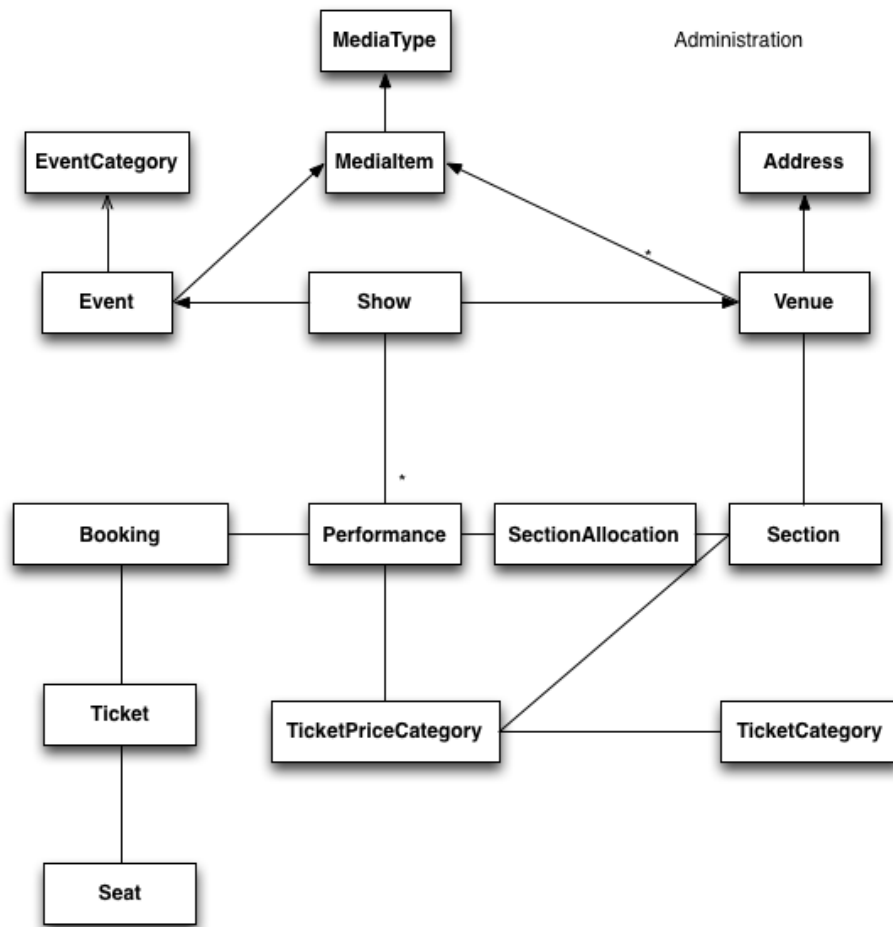 MediaType
Administration
EventCategory
MediaItem
Address
*
Event
Show
Venue
*
Booking
Performance
SectionAllocation
Section
Ticket
TicketPriceCategory
TicketCategory
Seat